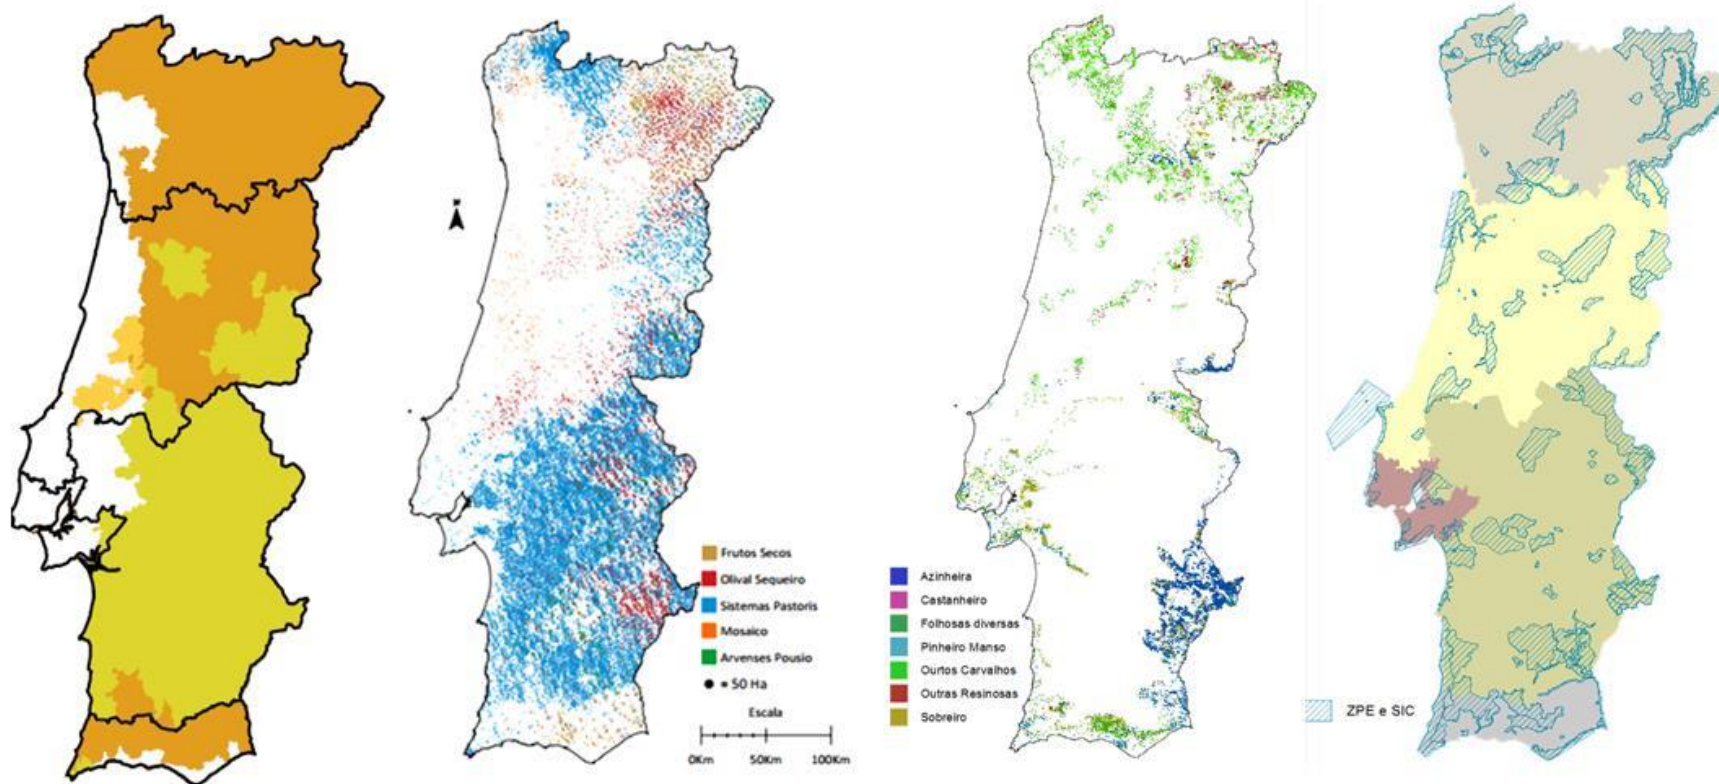 N
Frutos Secos
Olival Sequeiro
Sistemas Pastoris
Mosaico
Arvenses Pousio
= 50 Ha
Escala
0Km 50Km 100Km
Azinheira
Castanheiro
Folhosas diversas
Pinheiro Manso
Ourtos Carvalhos
Outras Resinosas
Sobreiro
ZPE e SIC